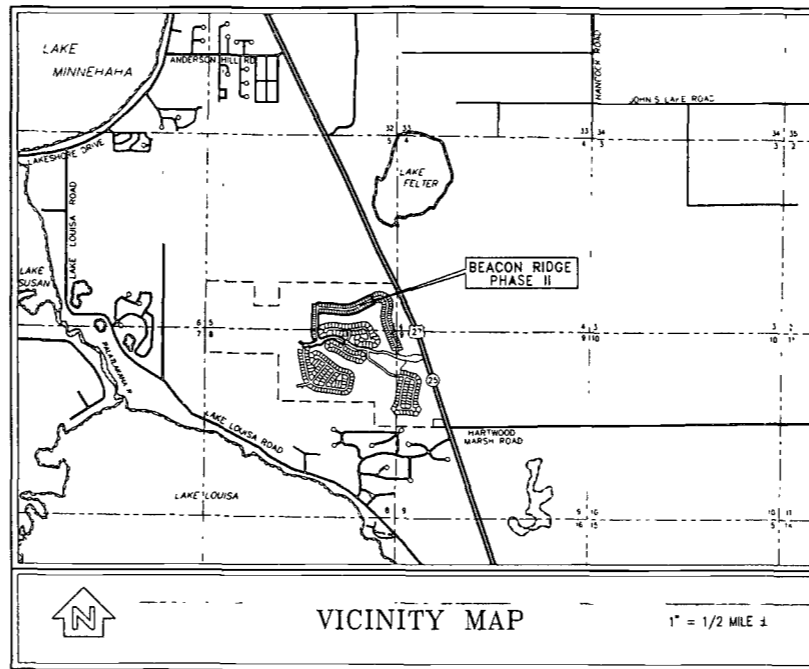 LAKE
MINNEHAHA
ANDERSON HILL RD
HANCOCK ROAD
JOHNS LAKE ROAD
32 33
5 4
33 34
4 3
34 35
3 2
LAKESHORE DRIVE
LAKE
FELTER
LAKE LOUISA ROAD
LAKE
SUSAN
BEACON RIDGE
PHASE II
6 5
7 8
27
4 3
9 10
3 2
10 11
25
PALATLAKAHA R
LAKE LOUISA ROAD
HARTWOOD
MARSH ROAD
LAKE LOUISA
8 9
9 10
16 15
10 11
5 14
N
VICINITY MAP
1" = 1/2 MILE ±